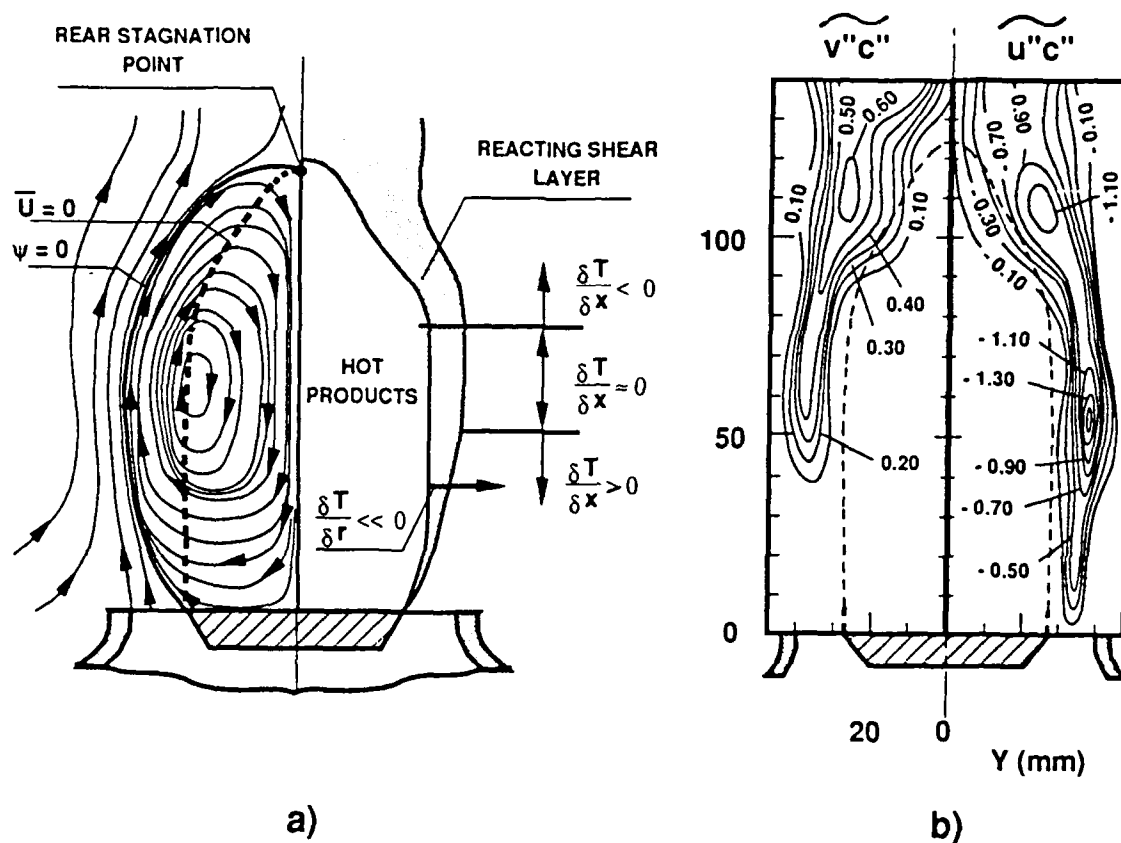 REAR STAGNATION
POINT
U̅ = 0
ψ = 0
REACTING SHEAR
LAYER
δT/δx < 0
HOT
PRODUCTS
δT/δx ≈ 0
δT/δr << 0
δT/δx > 0
a)
v"c"
u"c"
0.50
0.60
0.10
0.10
-0.70
0.90
-0.10
-1.10
-0.30
-0.10
100
0.40
0.30
-1.10
-1.30
50
0.20
-0.90
-0.70
-0.50
0
20
0
Y (mm)
b)